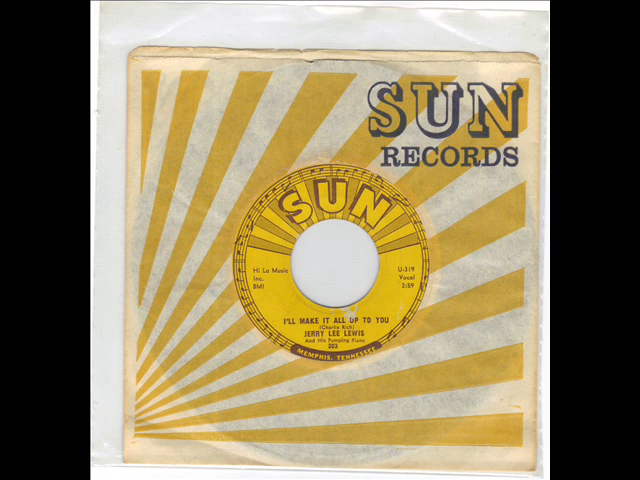 SUN
RECORDS
SUN
Hi Lo Music
Inc.
BMI
U-319
Vocal
2:09
I'LL MAKE IT ALL UP TO YOU
(Charlie Rich)
JERRY LEE LEWIS
And His Pumping Piano
303
MEMPHIS, TENNESSEE